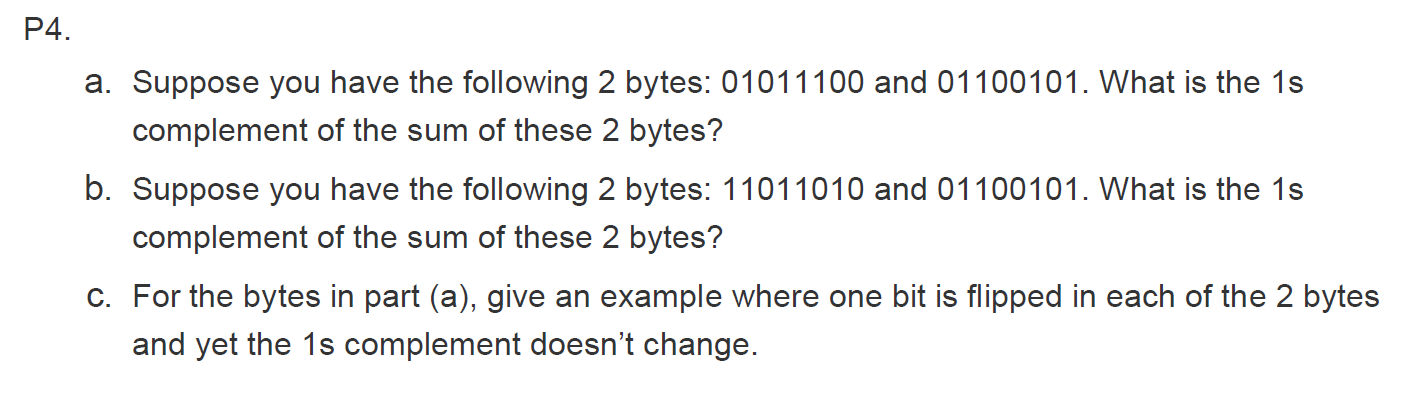 P4.
a. Suppose you have the following 2 bytes: 01011100 and 01100101. What is the 1s
complement of the sum of these 2 bytes?
b. Suppose you have the following 2 bytes: 11011010 and 01100101. What is the 1s
complement of the sum of these 2 bytes?
c. For the bytes in part (a), give an example where one bit is flipped in each of the 2 bytes
and yet the 1s complement doesn’t change.